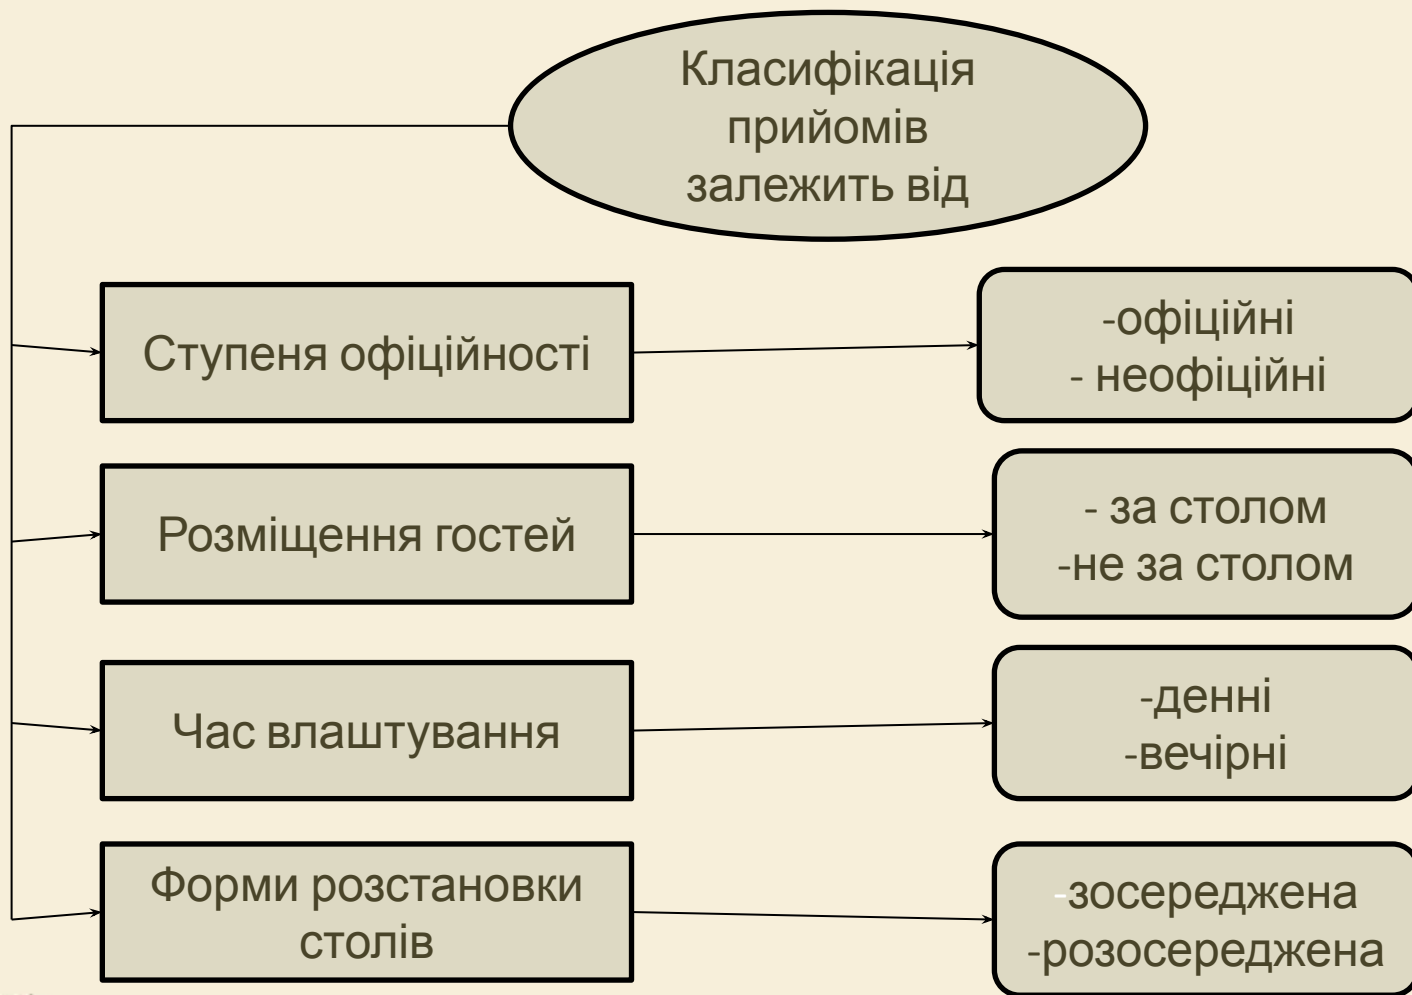 Класифікація
прийомів
залежить від
Ступеня офіційності
-офіційні
- неофіційні
Розміщення гостей
- за столом
-не за столом
Час влаштування
-денні
-вечірні
Форми розстановки
столів
-зосереджена
-розосереджена